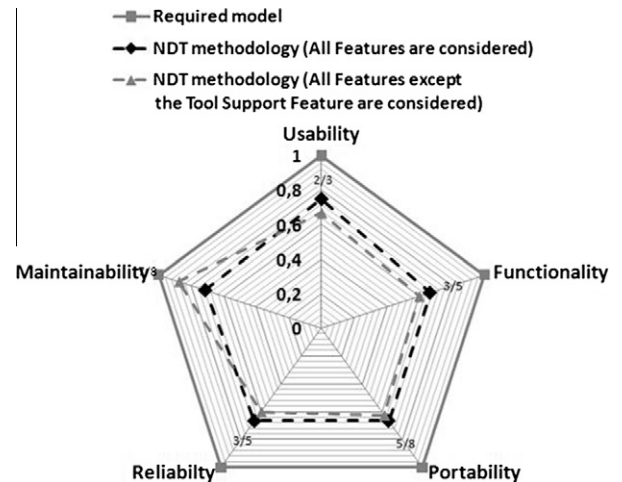 Required model
NDT methodology (All Features are considered)
NDT methodology (All Features except
the Tool Support Feature are considered)
Usability
1
2/3
0,8
0,6
Maintainability
Functionality
0,4
3/5
0,2
0
3/5
5/8
Reliabilty
Portability